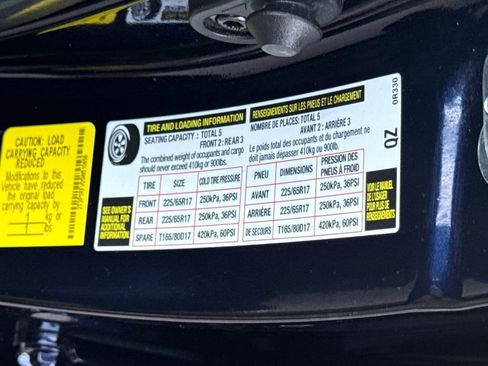 CAUTION: LOAD
CARRYING CAPACITY
REDUCED
Modifications to this
Vehicle have reduced
the original load
carrying capacity by
kg or
lbs.
TIRE AND LOADING INFORMATION
SEATING CAPACITY : TOTAL 5
FRONT 2 : REAR 3
The combined weight of occupants and cargo
should never exceed 410kg or 900lbs.
TIRE SIZE COLD TIRE PRESSURE
FRONT 225/65R17 250kPa, 36PSI
REAR 225/65R17 250kPa, 36PSI
SPARE T165/80D17 420kPa, 60PSI
SEE OWNER'S
MANUAL FOR
ADDITIONAL
INFORMATION
RENSEIGNEMENTS SUR LES PNEUS ET LE CHARGEMENT
NOMBRE DE PLACES: TOTAL 5
AVANT 2 : ARRIÈRE 3
Le poids total des occupants et du chargement ne
doit jamais dépasser 410kg ou 900lb.
PNEU DIMENSIONS PRESSION DES
PNEUS À FROID
AVANT 225/65R17 250kPa, 36PSI
ARRIÈRE 225/65R17 250kPa, 36PSI
DE SECOURS T165/80D17 420kPa, 60PSI
VOIR LE MANUEL
DE L'USAGER
POUR PLUS DE
RENSEIGNEMENTS
0R330
QZ